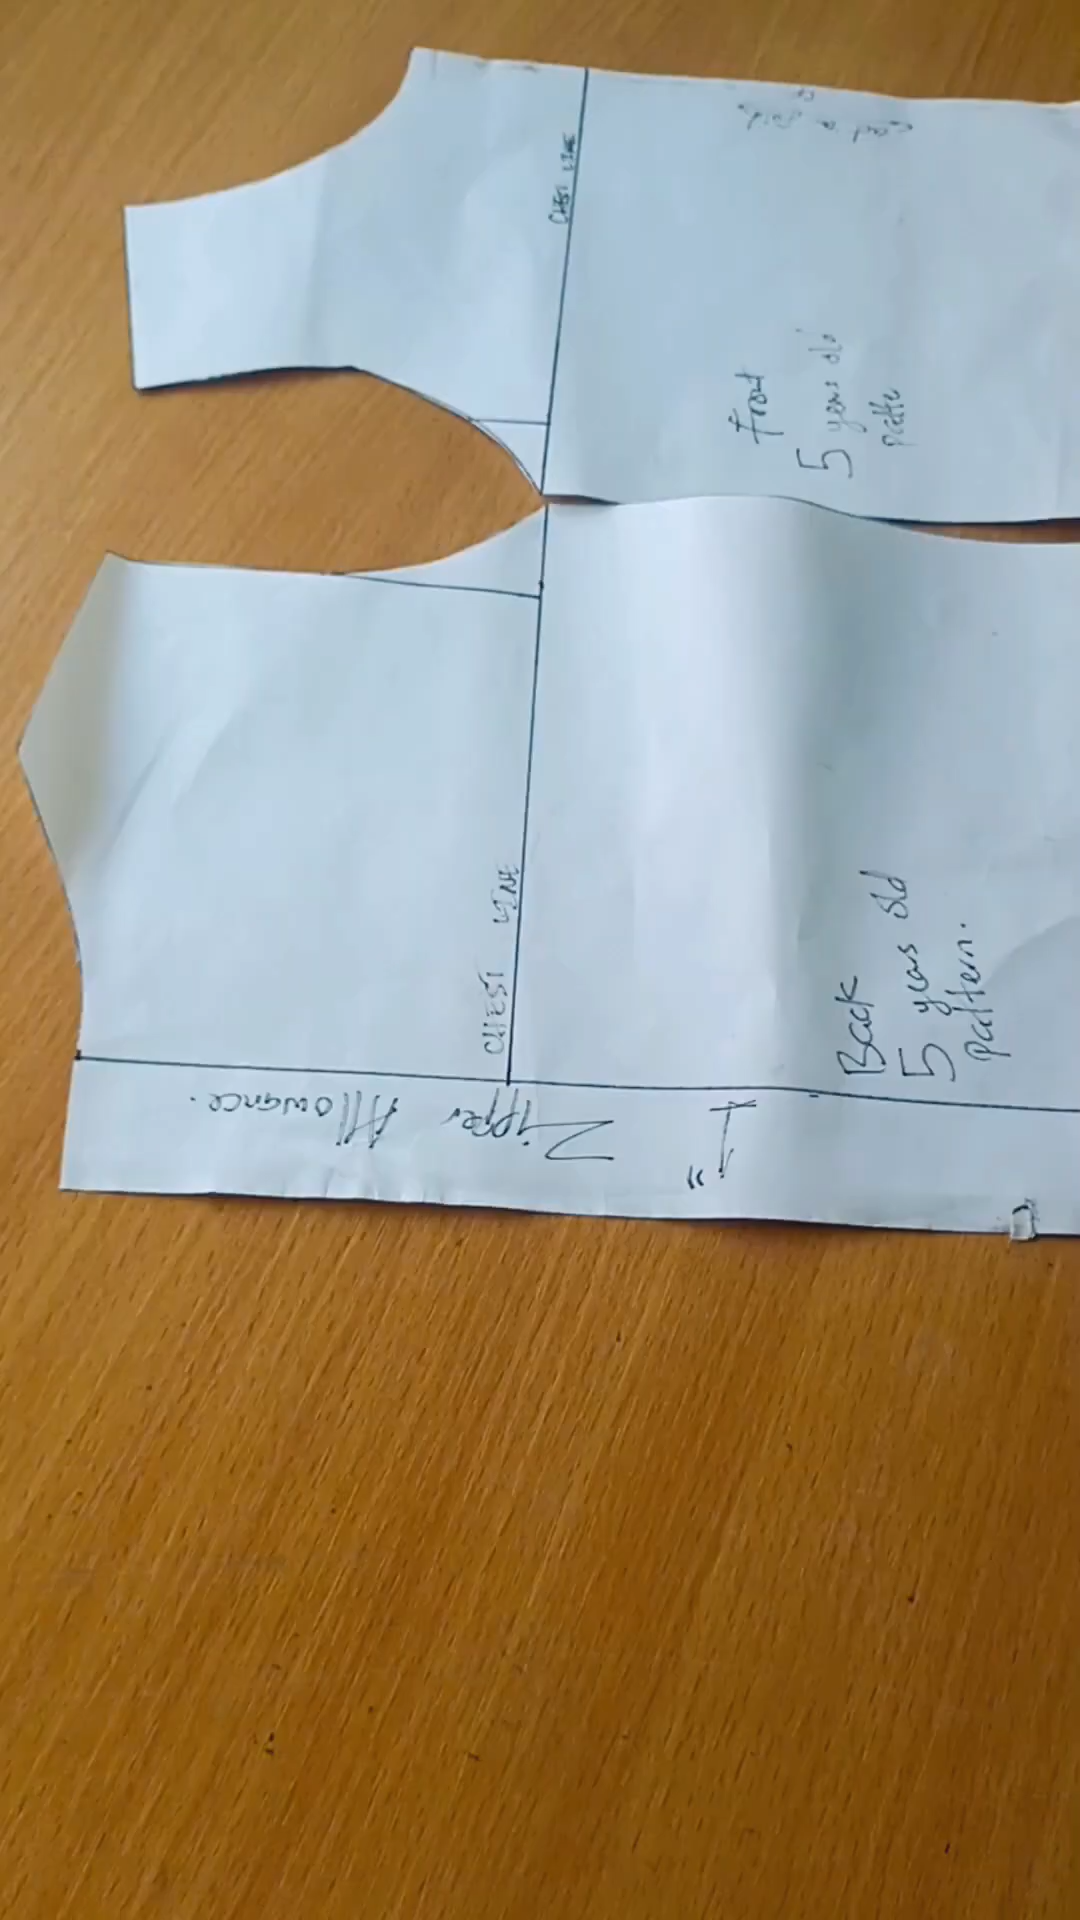 CHEST LINE
Front
5 years old
CHEST LINE
Back
5 years old
pattern.
Zipper Allowance.
1"